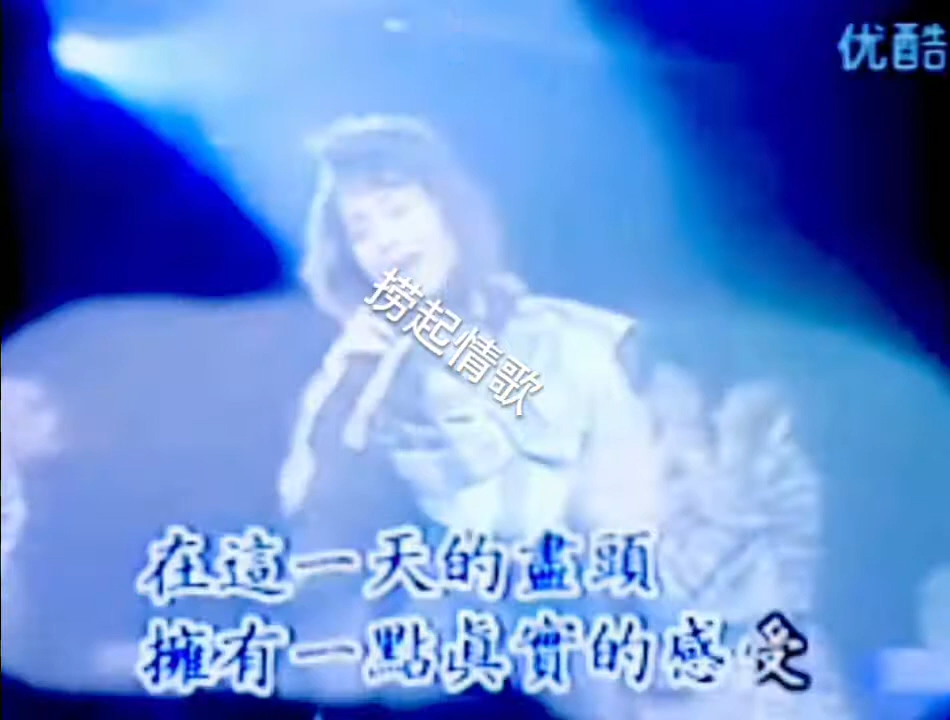 优酷
捞起情歌
在這一天的盡頭
擁有一點眞實的感受